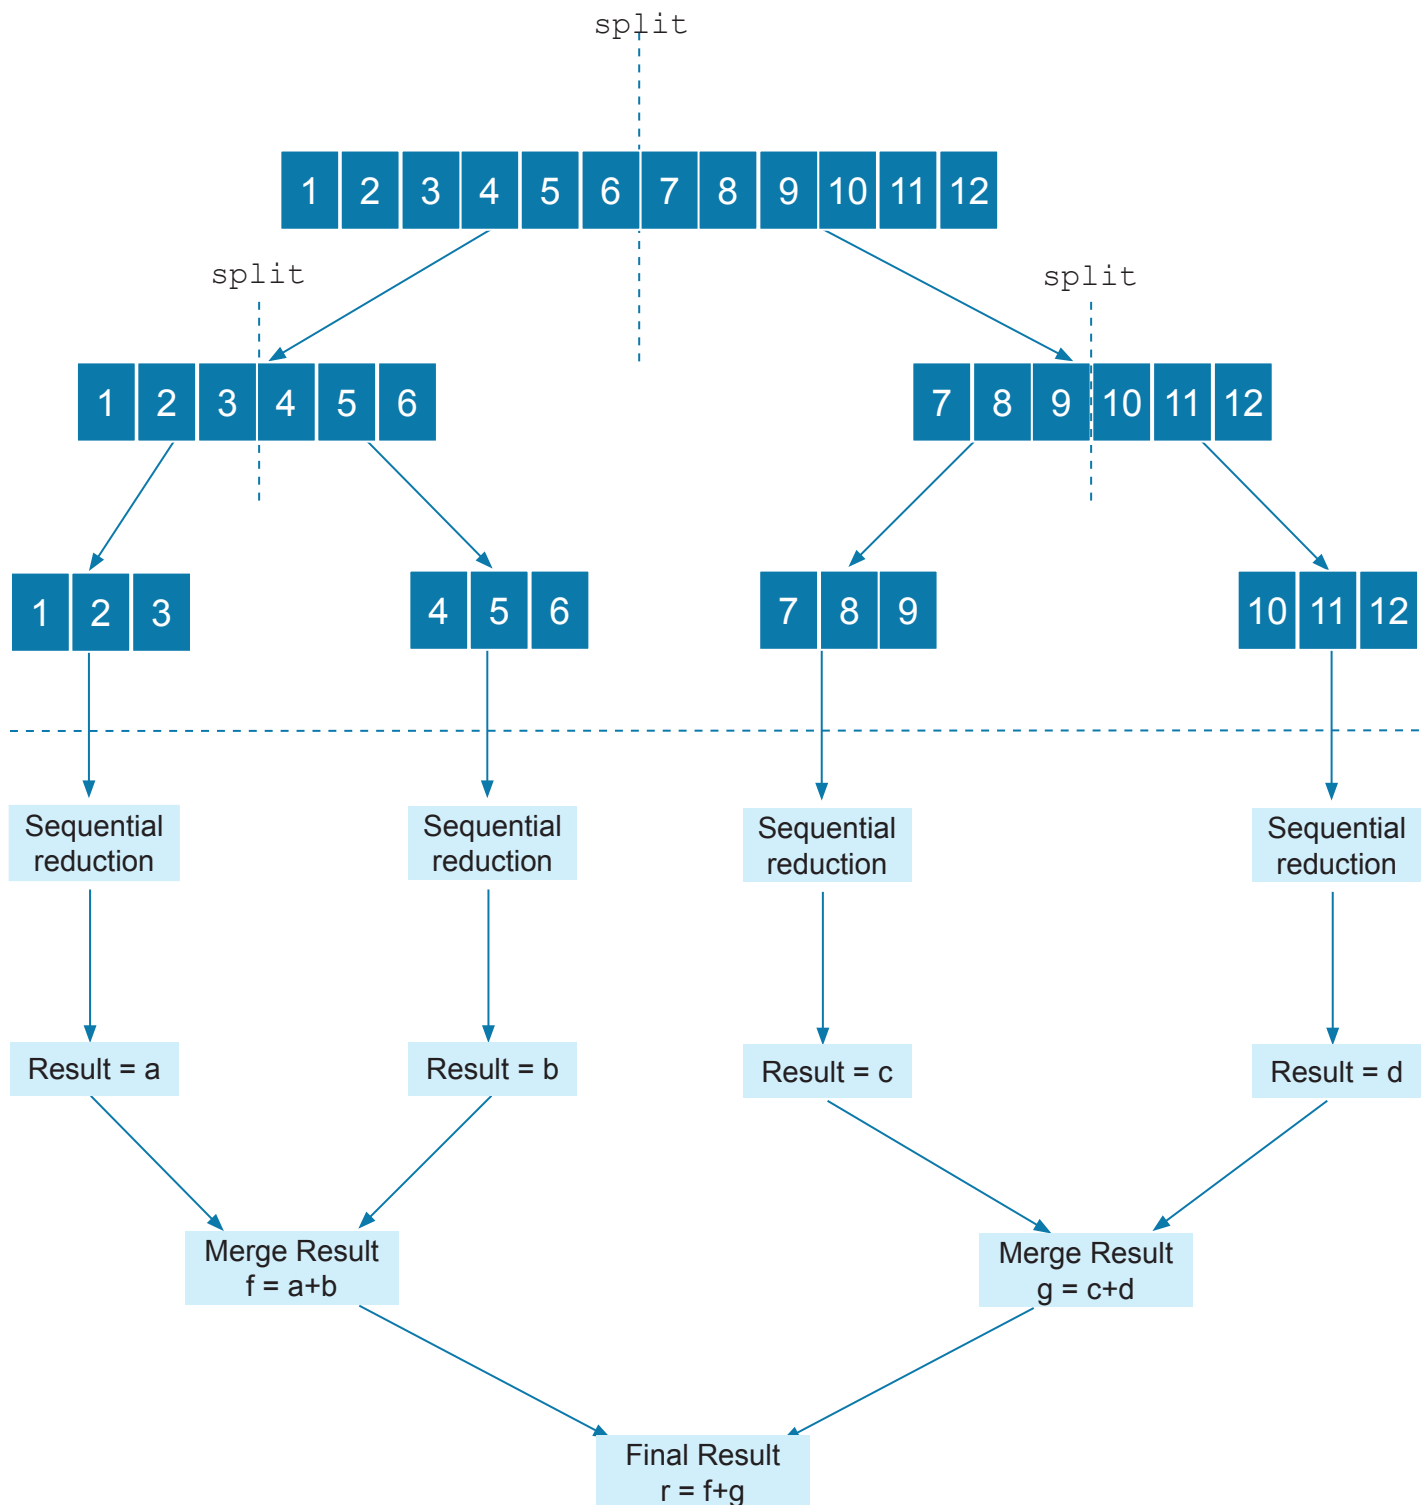 split
1 2 3 4 5 6 7 8 9 10 11 12
split split
1 2 3 4 5 6 7 8 9 10 11 12
1 2 3 4 5 6 7 8 9 10 11 12
Sequential
reduction
Sequential
reduction
Sequential
reduction
Sequential
reduction
Result = a
Result = b
Result = c
Result = d
Merge Result
f = a+b
Merge Result
g = c+d
Final Result
r = f+g